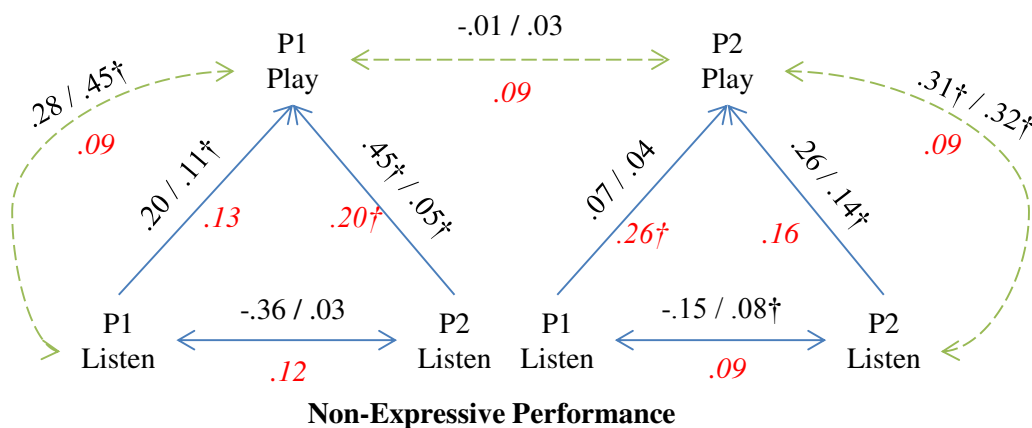 P1
Play
-.01 / .03
.09
P2
Play
.28 / .45†
.09
.31† / .32†
.09
.20 / .11†
.13
.45† / .05†
.20†
.07 / .04
.26†
.26 / .14†
.16
P1
Listen
-.36 / .03
.12
P2
Listen
P1
Listen
-.15 / .08†
.09
P2
Listen
Non-Expressive Performance